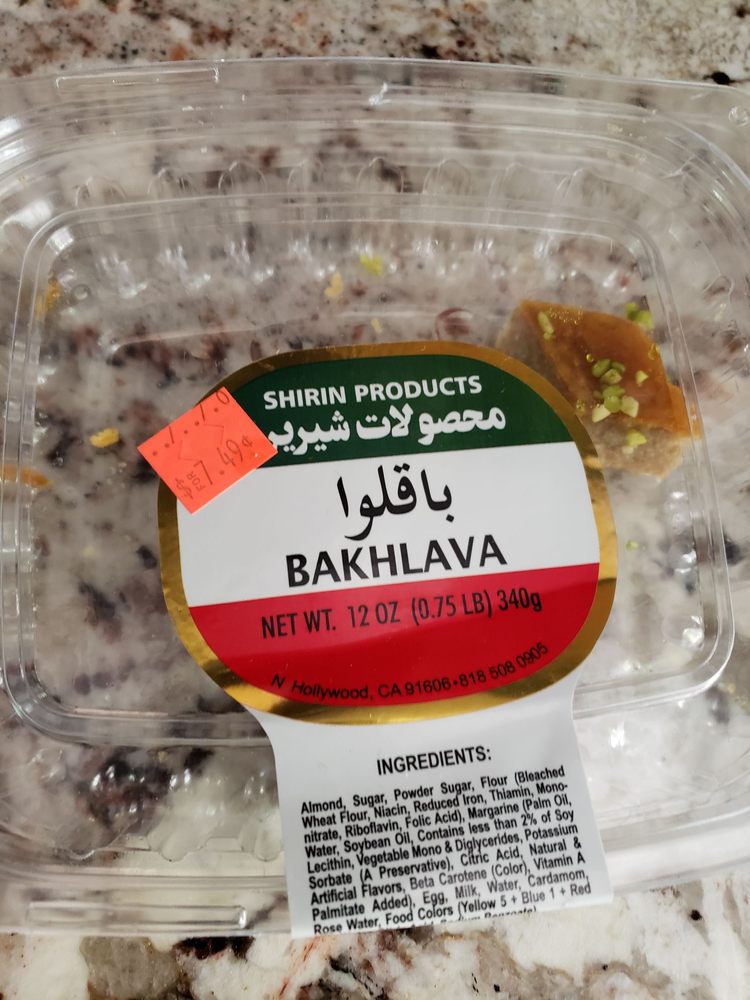 SHIRIN PRODUCTS
محصولات شیرین
7.49¢
FOR
باقلوا
BAKHLAVA
NET WT. 12 OZ (0.75 LB) 340g
N Hollywood, CA 91606•818 508 0905
INGREDIENTS:
Almond, Sugar, Powder Sugar, Flour (Bleached
Wheat Flour, Niacin, Reduced Iron, Thiamin, Mono-
nitrate, Riboflavin, Folic Acid), Margarine (Palm Oil,
Water, Soybean Oil, Contains less than 2% of Soy
Lecithin, Vegetable Mono & Diglycerides, Potassium
Sorbate (A Preservative), Citric Acid, Natural &
Artificial Flavors, Beta Carotene (Color), Vitamin A
Palmitate Added), Egg, Milk, Water, Cardamom,
Rose Water, Food Colors (Yellow 5 + Blue 1 + Red